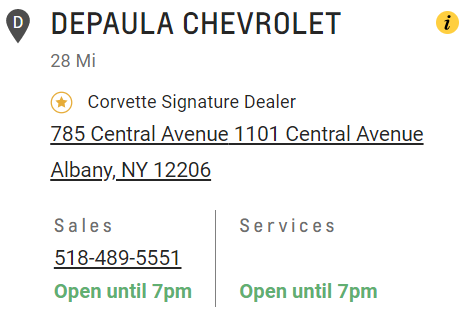 D DEPAULA CHEVROLET i
28 Mi
Corvette Signature Dealer
785 Central Avenue 1101 Central Avenue
Albany, NY 12206
Sales Services
518-489-5551
Open until 7pm Open until 7pm